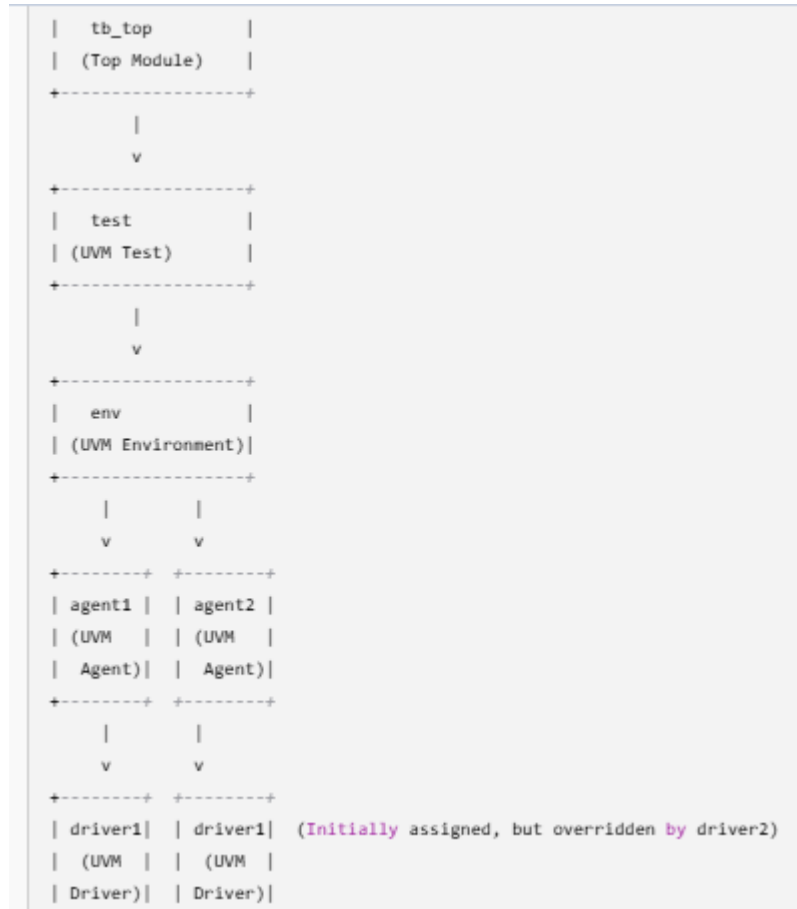 |    tb_top          |
|   (Top Module)     |
+------------------+
         |
         v
+------------------+
|    test            |
|  (UVM Test)        |
+------------------+
         |
         v
+------------------+
|    env             |
|  (UVM Environment)|
+------------------+
      |         |
      v         v
+--------+  +--------+
| agent1 |  | agent2 |
| (UVM   |  | (UVM   |
|  Agent)|  |  Agent)|
+--------+  +--------+
      |         |
      v         v
+--------+  +--------+
| driver1|  | driver1|  (Initially assigned, but overridden by driver2)
|  (UVM  |  |  (UVM  |
| Driver)|  | Driver)|